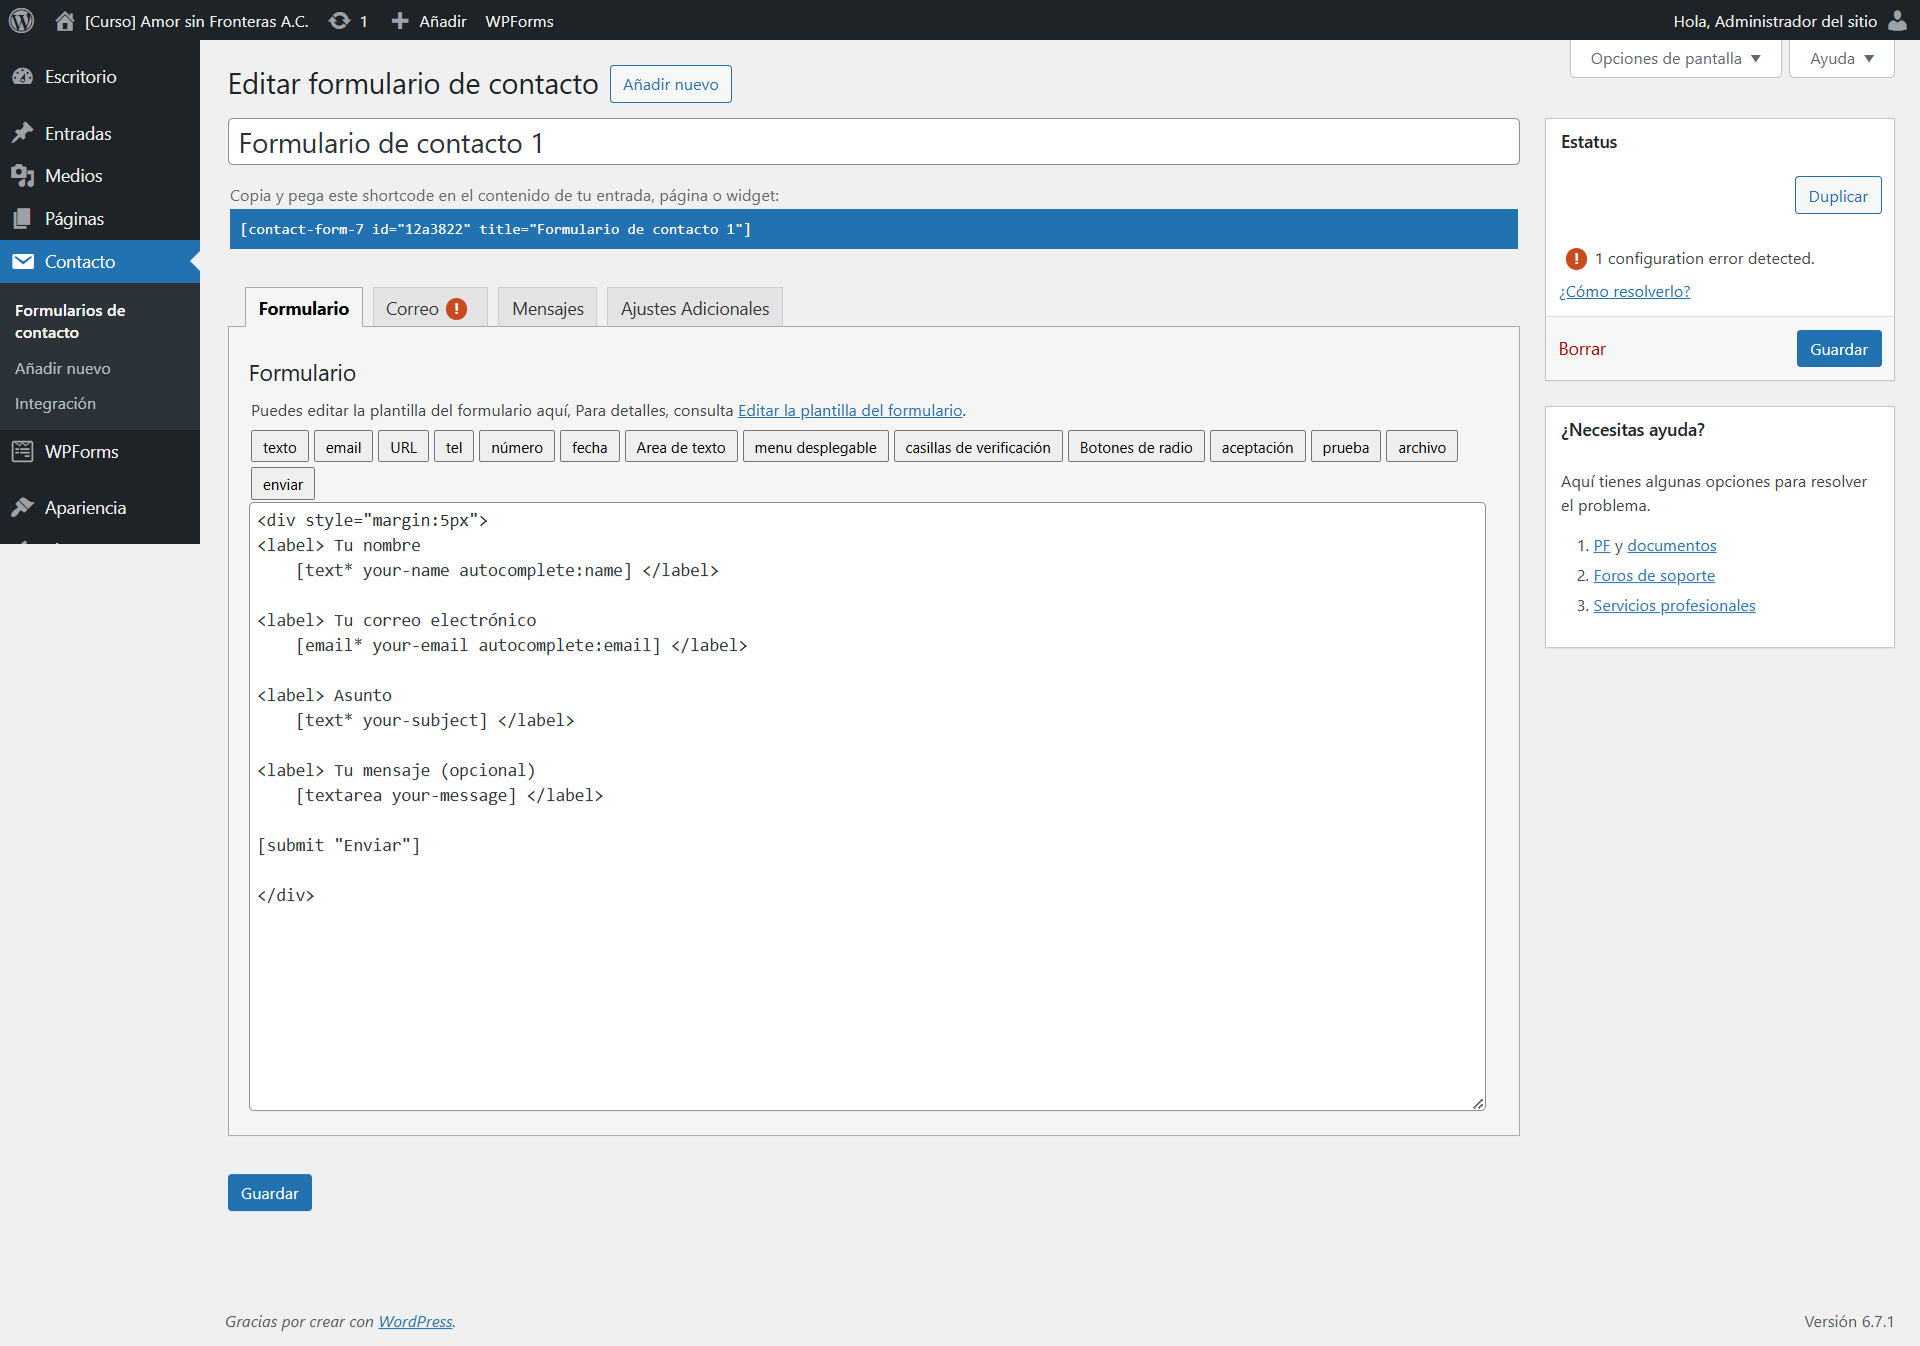 [Curso] Amor sin Fronteras A.C.
1
Añadir
WPForms
Hola, Administrador del sitio
Escritorio
Entradas
Medios
Páginas
Contacto
Formularios de
contacto
Añadir nuevo
Integración
WPForms
Apariencia
Opciones de pantalla
Ayuda
Editar formulario de contacto
Añadir nuevo
Formulario de contacto 1
Copia y pega este shortcode en el contenido de tu entrada, página o widget:
[contact-form-7 id="12a3822" title="Formulario de contacto 1"]
Formulario
Correo !
Mensajes
Ajustes Adicionales
Formulario
Puedes editar la plantilla del formulario aquí, Para detalles, consulta Editar la plantilla del formulario.
texto
email
URL
tel
número
fecha
Area de texto
menu desplegable
casillas de verificación
Botones de radio
aceptación
prueba
archivo
enviar
<div style="margin:5px">
<label> Tu nombre
    [text* your-name autocomplete:name] </label>
<label> Tu correo electrónico
    [email* your-email autocomplete:email] </label>
<label> Asunto
    [text* your-subject] </label>
<label> Tu mensaje (opcional)
    [textarea your-message] </label>
[submit "Enviar"]
</div>
Guardar
Estatus
Duplicar
! 1 configuration error detected.
¿Cómo resolverlo?
Borrar
Guardar
¿Necesitas ayuda?
Aquí tienes algunas opciones para resolver
el problema.
1. PF y documentos
2. Foros de soporte
3. Servicios profesionales
Gracias por crear con WordPress.
Versión 6.7.1